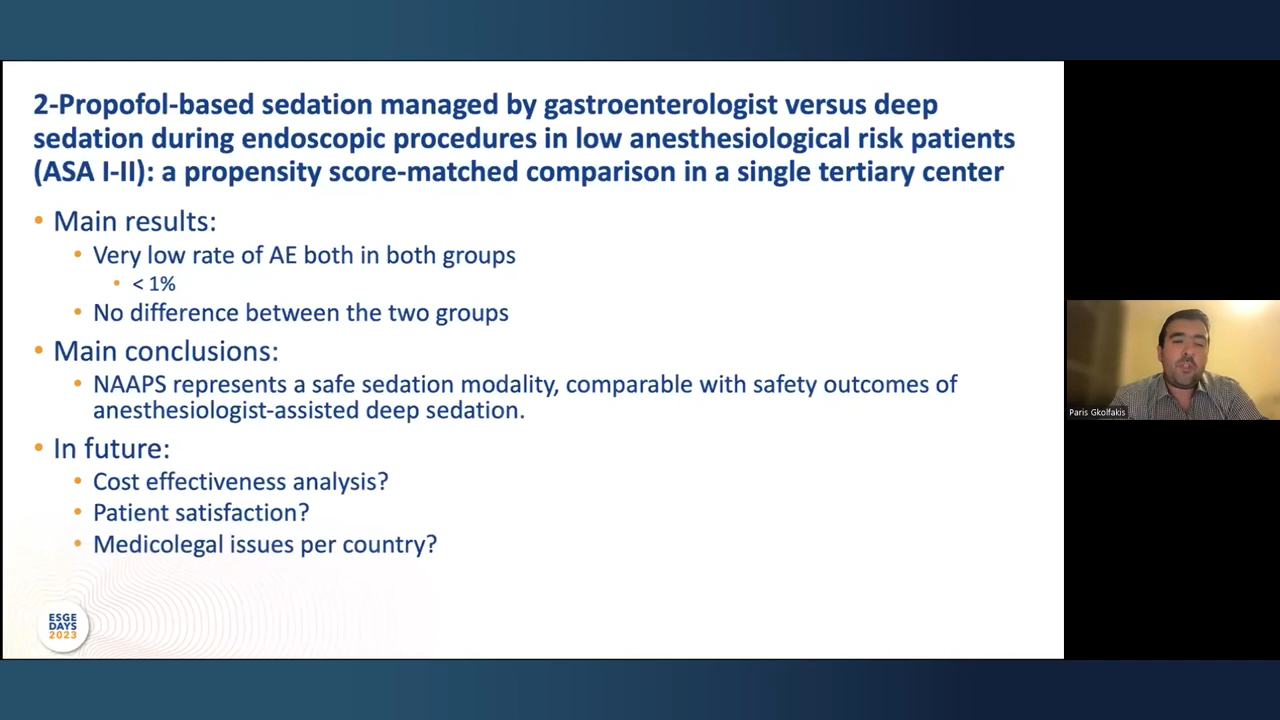 2-Propofol-based sedation managed by gastroenterologist versus deep
sedation during endoscopic procedures in low anesthesiological risk patients
(ASA I-II): a propensity score-matched comparison in a single tertiary center
• Main results:
• Very low rate of AE both in both groups
• < 1%
• No difference between the two groups
• Main conclusions:
• NAAPS represents a safe sedation modality, comparable with safety outcomes of
anesthesiologist-assisted deep sedation.
• In future:
• Cost effectiveness analysis?
• Patient satisfaction?
• Medicolegal issues per country?
ESGE
DAYS
2023
Paris Gkolfakis